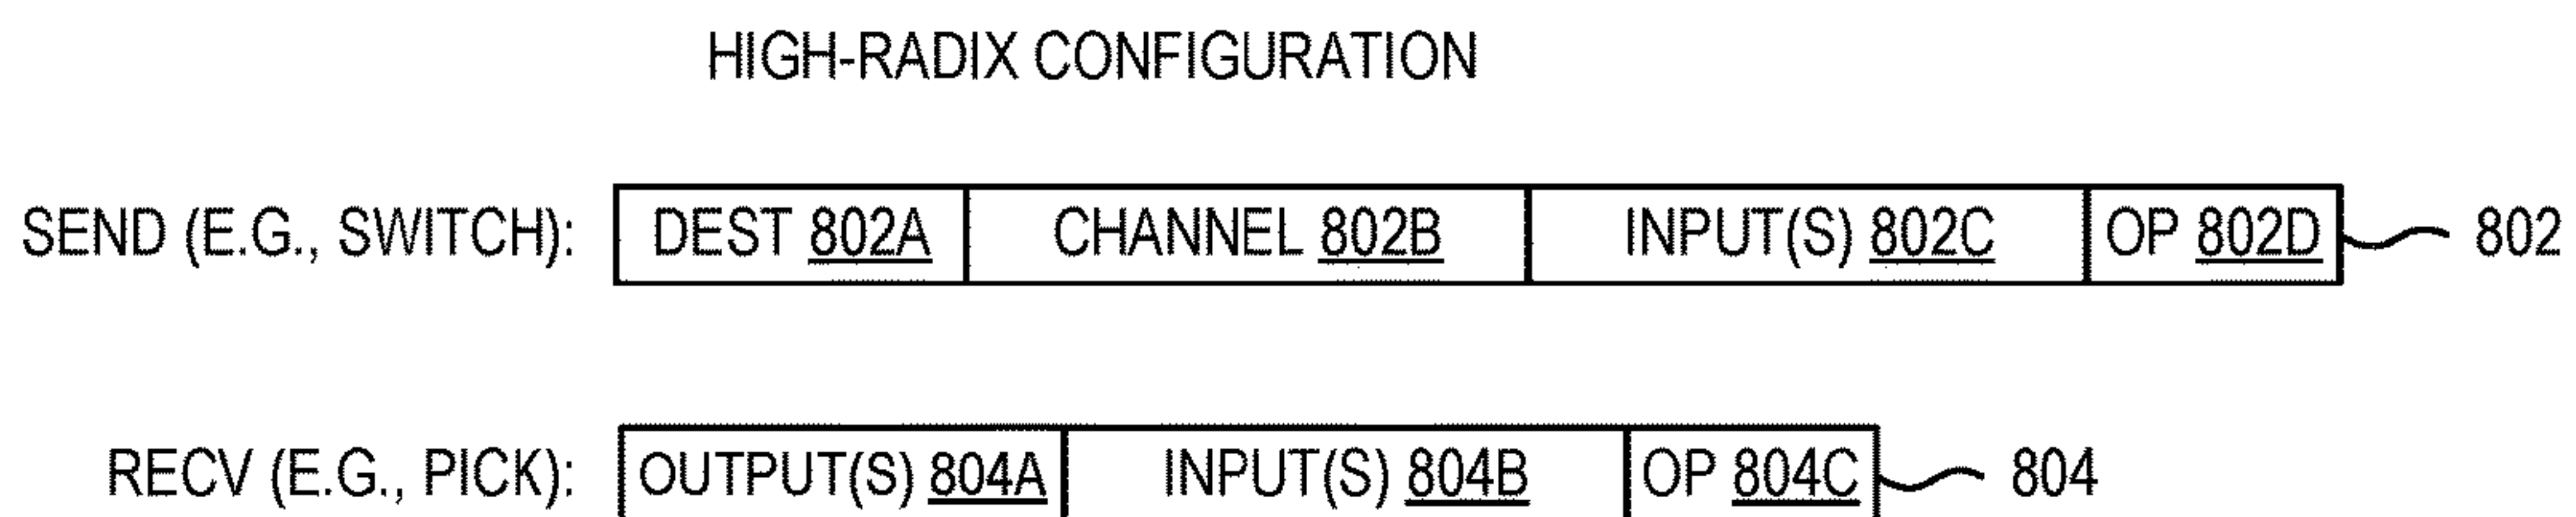 HIGH-RADIX CONFIGURATION
SEND (E.G., SWITCH): DEST 802A CHANNEL 802B INPUT(S) 802C OP 802D 802
RECV (E.G., PICK): OUTPUT(S) 804A INPUT(S) 804B OP 804C 804